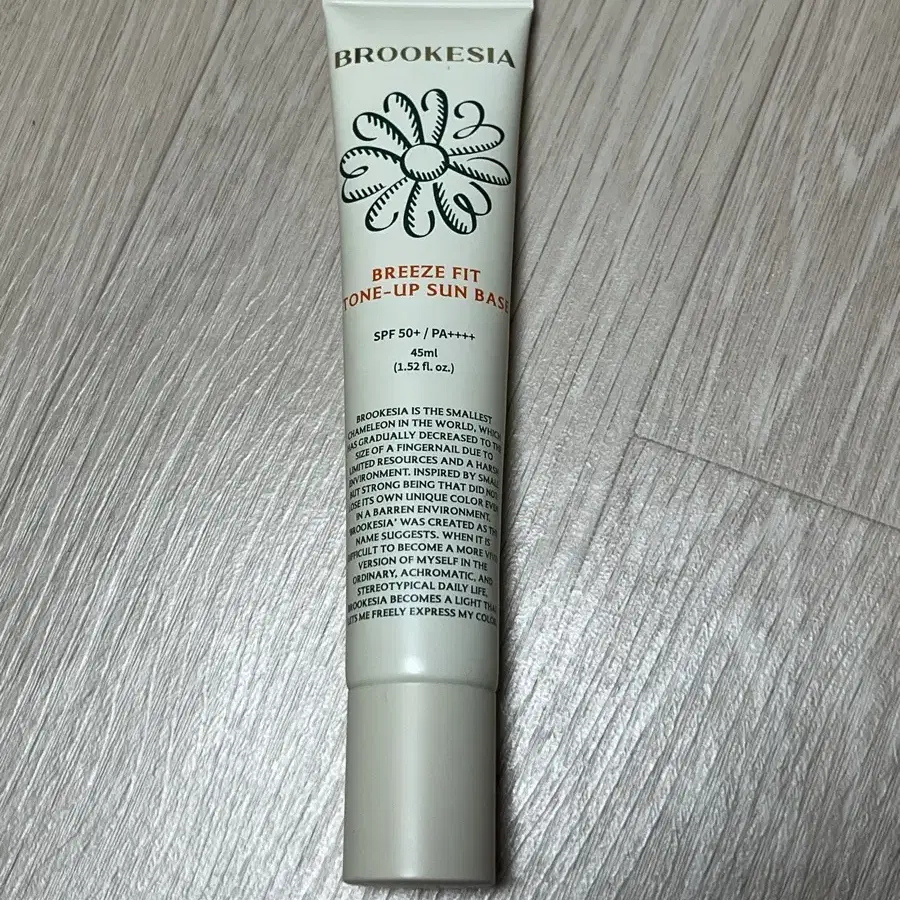 BROOKESIA
BREEZE FIT
TONE-UP SUN BASE
SPF 50+ / PA++++
45ml
(1.52 fl. oz.)
BROOKESIA IS THE SMALLEST
CHAMELEON IN THE WORLD, WHICH
HAS GRADUALLY DECREASED TO THE
SIZE OF A FINGERNAIL DUE TO
LIMITED RESOURCES AND A HARSH
ENVIRONMENT. INSPIRED BY SMALL
BUT STRONG BEING THAT DID NOT
LOSE ITS OWN UNIQUE COLOR EVEN
IN A BARREN ENVIRONMENT,
BROOKESIA' WAS CREATED AS THE
NAME SUGGESTS. WHEN IT IS
DIFFICULT TO BECOME A MORE VIVID
VERSION OF MYSELF IN THE
ORDINARY, ACHROMATIC, AND
STEREOTYPICAL DAILY LIFE,
BROOKESIA BECOMES A LIGHT THAT
LETS ME FREELY EXPRESS MY COLOR.